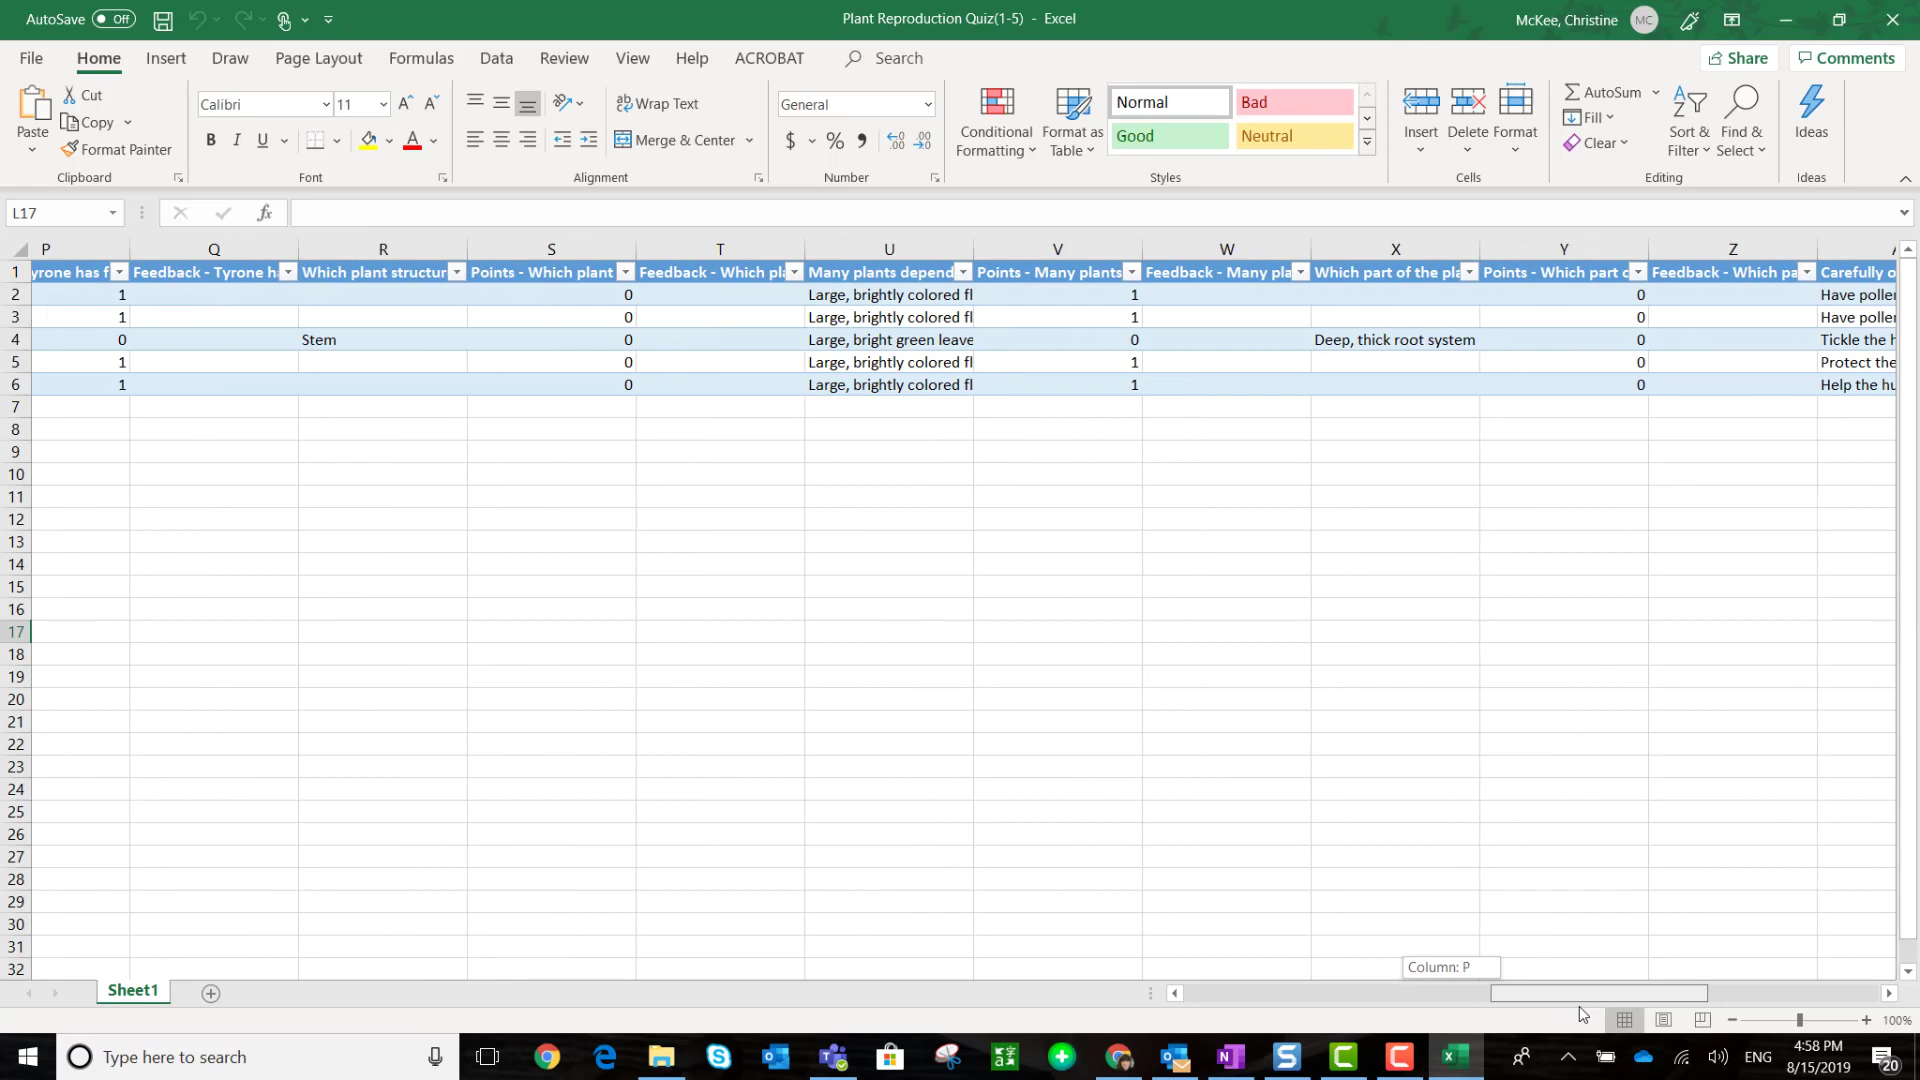 AutoSave Off
Plant Reproduction Quiz(1-5) - Excel
McKee, Christine MC
File Home Insert Draw Page Layout Formulas Data Review View Help ACROBAT Search
Share Comments
Paste
Cut
Copy
Format Painter
Clipboard
Calibri 11
B I U
Font
Wrap Text
Merge & Center
Alignment
General
$ %
Number
Conditional Formatting
Format as Table
Normal Bad
Good Neutral
Styles
Insert Delete Format
Cells
AutoSum
Fill
Clear
Sort & Filter
Find & Select
Editing
Ideas
Ideas
L17 fx
P Q R S T U V W X Y Z
1 yrone has f Feedback - Tyrone ha Which plant structur Points - Which plant Feedback - Which pla Many plants depend Points - Many plants Feedback - Many pla Which part of the pla Points - Which part o Feedback - Which pa Carefully o
2 1 0 Large, brightly colored fl 1 0 Have pollen
3 1 0 Large, brightly colored fl 1 0 Have pollen
4 0 Stem 0 Large, bright green leave 0 Deep, thick root system 0 Tickle the h
5 1 0 Large, brightly colored fl 1 0 Protect the
6 1 0 Large, brightly colored fl 1 0 Help the hu
7
8
9
10
11
12
13
14
15
16
17
18
19
20
21
22
23
24
25
26
27
28
29
30
31
32
Column: P
Sheet1
100%
Type here to search
ENG
4:58 PM
8/15/2019
20